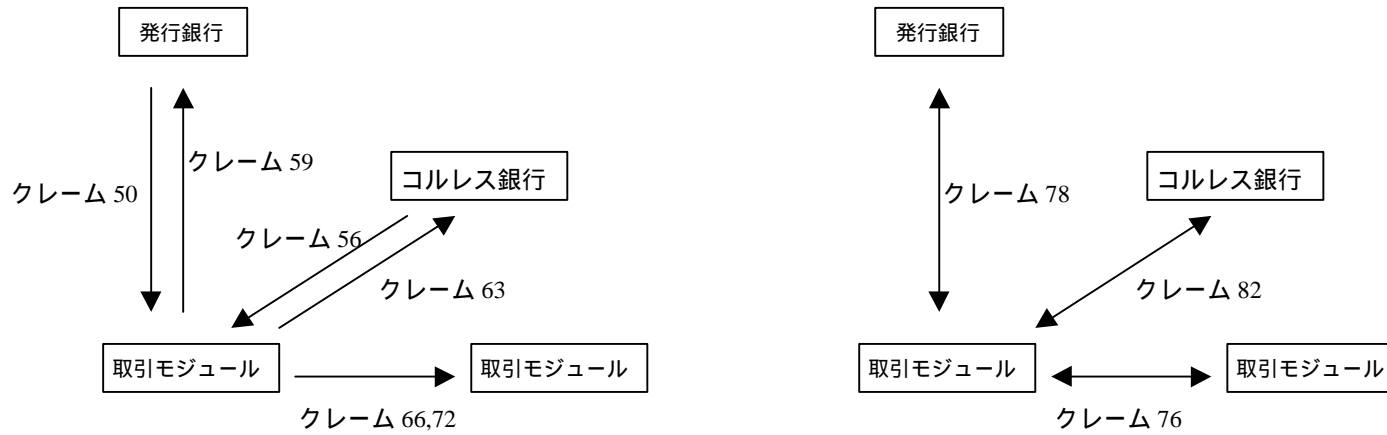 発行銀行
クレーム 59
クレーム 50
コルレス銀行
クレーム 56
クレーム 63
取引モジュール
取引モジュール
クレーム 66,72
発行銀行
クレーム 78
コルレス銀行
クレーム 82
取引モジュール
取引モジュール
クレーム 76